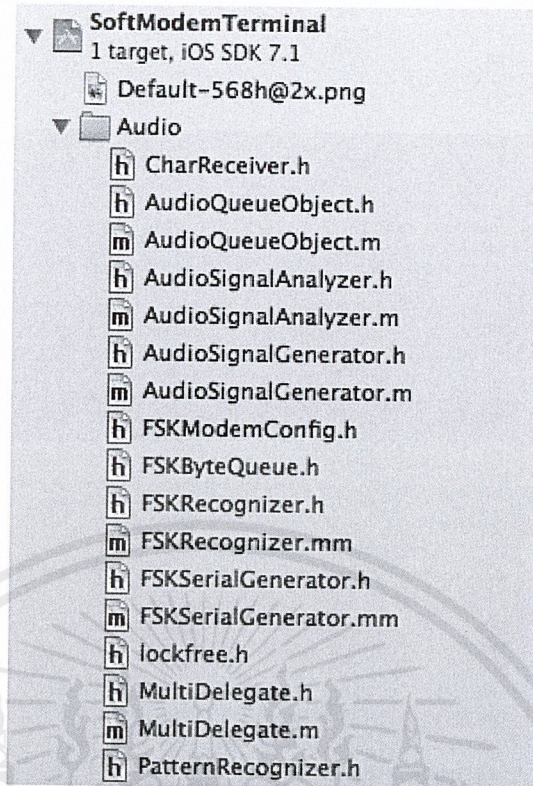 SoftModemTerminal
1 target, iOS SDK 7.1
Default-568h@2x.png
Audio
h CharReceiver.h
h AudioQueueObject.h
m AudioQueueObject.m
h AudioSignalAnalyzer.h
m AudioSignalAnalyzer.m
h AudioSignalGenerator.h
m AudioSignalGenerator.m
h FSKModemConfig.h
h FSKByteQueue.h
h FSKRecognizer.h
m FSKRecognizer.mm
h FSKSerialGenerator.h
m FSKSerialGenerator.mm
h lockfree.h
h MultiDelegate.h
m MultiDelegate.m
h PatternRecognizer.h